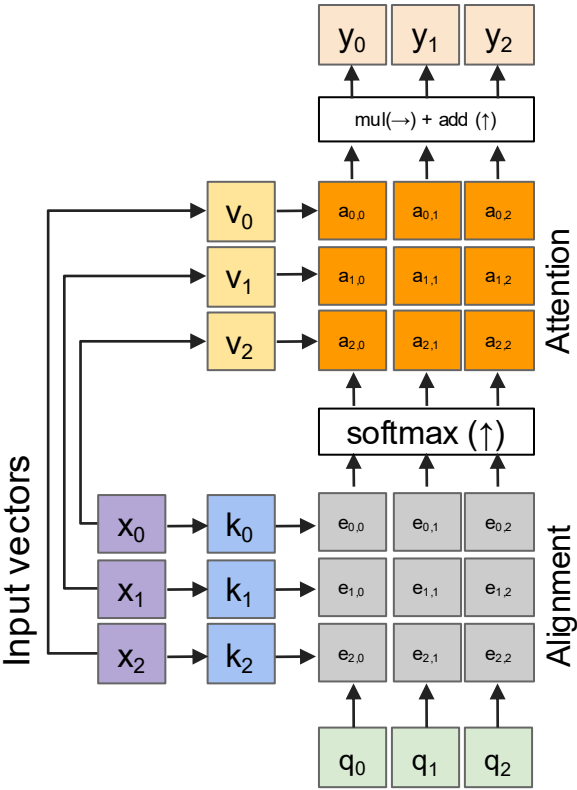 y0 y1 y2
mul(→) + add (↑)
v0 a0,0 a0,1 a0,2
v1 a1,0 a1,1 a1,2
v2 a2,0 a2,1 a2,2
Attention
softmax (↑)
Input vectors
x0 k0 e0,0 e0,1 e0,2
x1 k1 e1,0 e1,1 e1,2
x2 k2 e2,0 e2,1 e2,2
Alignment
q0 q1 q2